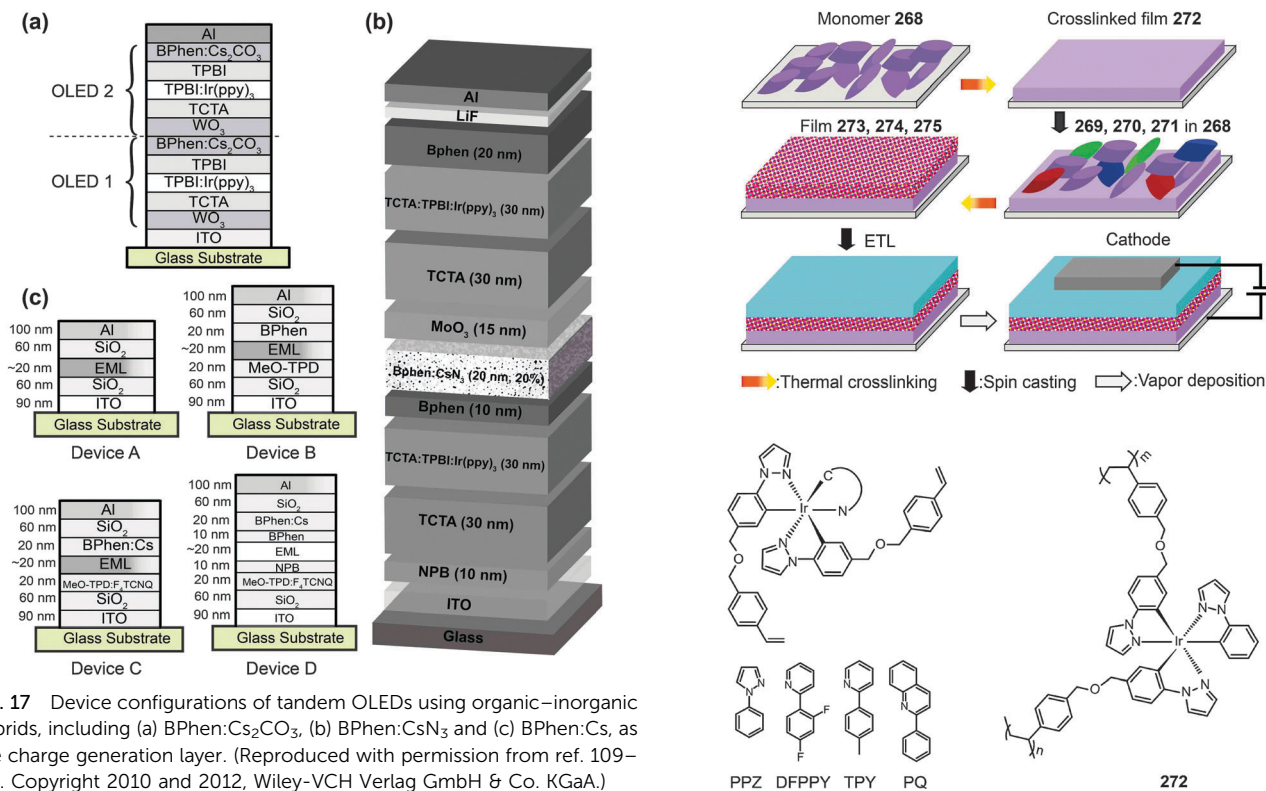 (a)
Al
BPhen:Cs₂CO₃
TPBI
TPBI:Ir(ppy)₃
TCTA
WO₃
BPhen:Cs₂CO₃
TPBI
TPBI:Ir(ppy)₃
TCTA
WO₃
ITO
Glass Substrate
OLED 2
OLED 1
(b)
Al
LiF
Bphen (20 nm)
TCTA:TPBI:Ir(ppy)₃ (30 nm)
TCTA (30 nm)
MoO₃ (15 nm)
Bphen:CsN₃ (20 nm, 20%)
Bphen (10 nm)
TCTA:TPBI:Ir(ppy)₃ (30 nm)
TCTA (30 nm)
NPB (10 nm)
ITO
Glass
(c)
100 nm Al
60 nm SiO₂
~20 nm EML
60 nm SiO₂
90 nm ITO
Glass Substrate
Device A
100 nm Al
60 nm SiO₂
20 nm BPhen
~20 nm EML
20 nm MeO-TPD
60 nm SiO₂
90 nm ITO
Glass Substrate
Device B
100 nm Al
60 nm SiO₂
20 nm BPhen:Cs
~20 nm EML
20 nm MeO-TPD:F₄TCNQ
60 nm SiO₂
90 nm ITO
Glass Substrate
Device C
100 nm Al
60 nm SiO₂
20 nm BPhen:Cs
10 nm BPhen
~20 nm EML
10 nm NPB
20 nm MeO-TPD:F₄TCNQ
60 nm SiO₂
90 nm ITO
Glass Substrate
Device D
. 17 Device configurations of tandem OLEDs using organic–inorganic
brids, including (a) BPhen:Cs₂CO₃, (b) BPhen:CsN₃ and (c) BPhen:Cs, as
e charge generation layer. (Reproduced with permission from ref. 109–
. Copyright 2010 and 2012, Wiley-VCH Verlag GmbH & Co. KGaA.)
Monomer 268
Crosslinked film 272
Film 273, 274, 275
269, 270, 271 in 268
ETL
Cathode
:Thermal crosslinking
:Spin casting
:Vapor deposition
N
N
C
Ir
N
N
N
O
O
N
N
F
F
N
N
PPZ
DFPPY
TPY
PQ
m
O
N
N
N
N
Ir
O
N
N
n
272